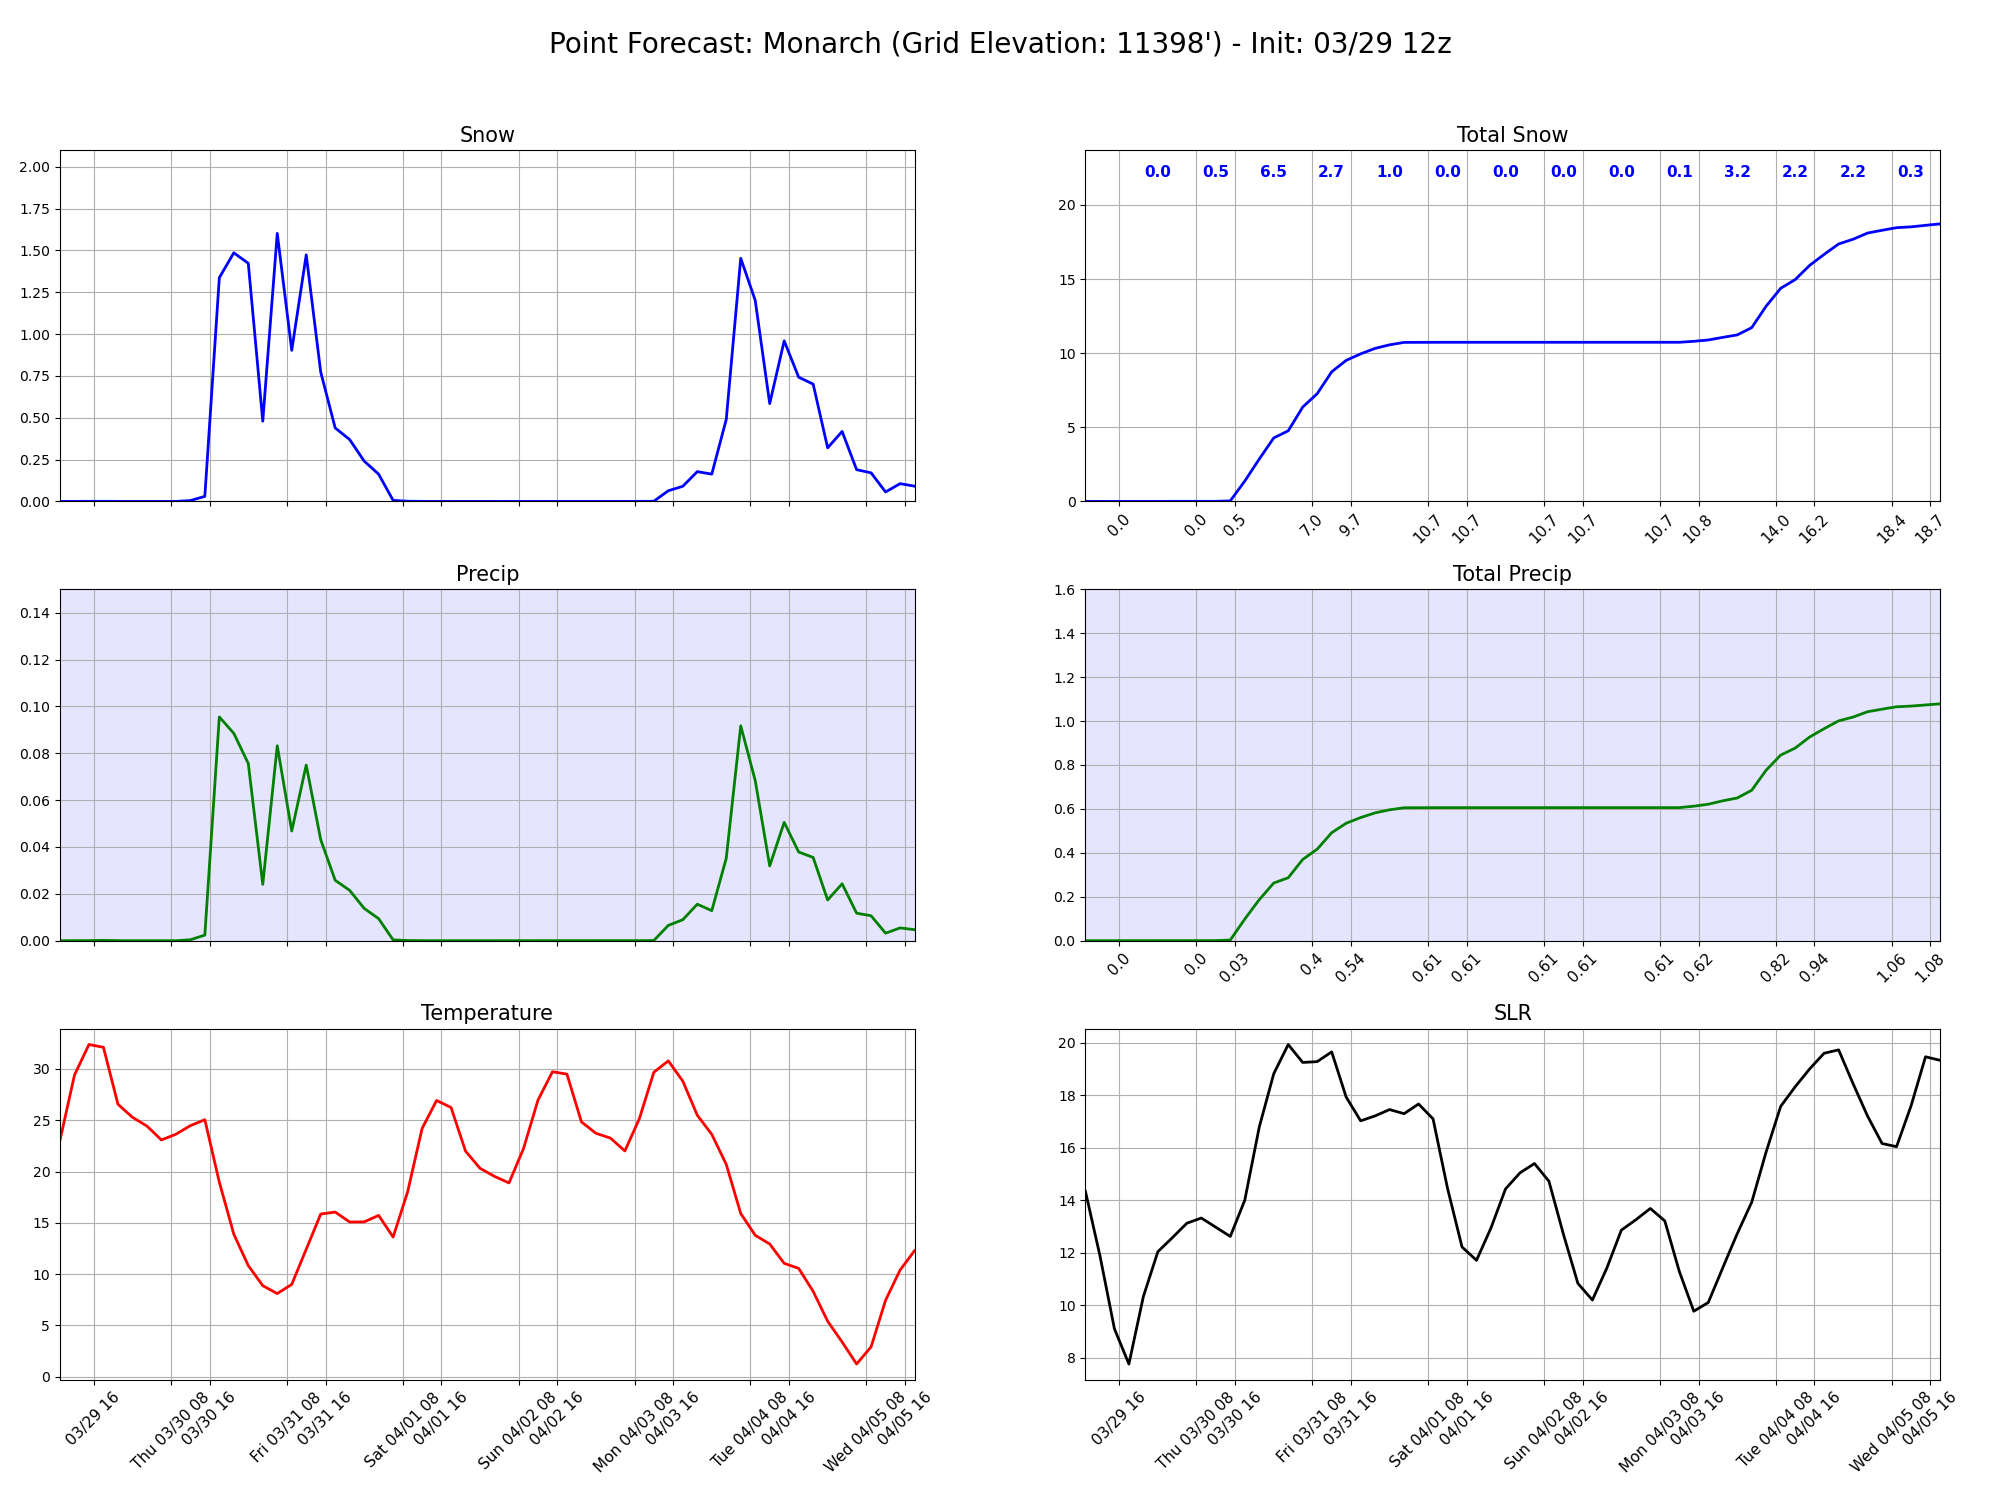 Point Forecast: Monarch (Grid Elevation: 11398') - Init: 03/29 12z
Snow
2.00
1.75
1.50
1.25
1.00
0.75
0.50
0.25
0.00
Total Snow
0.0 0.5 6.5 2.7 1.0 0.0 0.0 0.0 0.0 0.1 3.2 2.2 2.2 0.3
20
15
10
5
0
0.0 0.0 0.5 7.0 9.7 10.7 10.7 10.7 10.7 10.7 10.8 14.0 16.2 18.4 18.7
Precip
0.14
0.12
0.10
0.08
0.06
0.04
0.02
0.00
Total Precip
1.6
1.4
1.2
1.0
0.8
0.6
0.4
0.2
0.0
0.0 0.0 0.03 0.4 0.54 0.61 0.61 0.61 0.61 0.61 0.62 0.82 0.94 1.06 1.08
Temperature
30
25
20
15
10
5
0
03/29 16
Thu 03/30 08
03/30 16
Fri 03/31 08
03/31 16
Sat 04/01 08
04/01 16
Sun 04/02 08
04/02 16
Mon 04/03 08
04/03 16
Tue 04/04 08
04/04 16
Wed 04/05 08
04/05 16
SLR
20
18
16
14
12
10
8
03/29 16
Thu 03/30 08
03/30 16
Fri 03/31 08
03/31 16
Sat 04/01 08
04/01 16
Sun 04/02 08
04/02 16
Mon 04/03 08
04/03 16
Tue 04/04 08
04/04 16
Wed 04/05 08
04/05 16